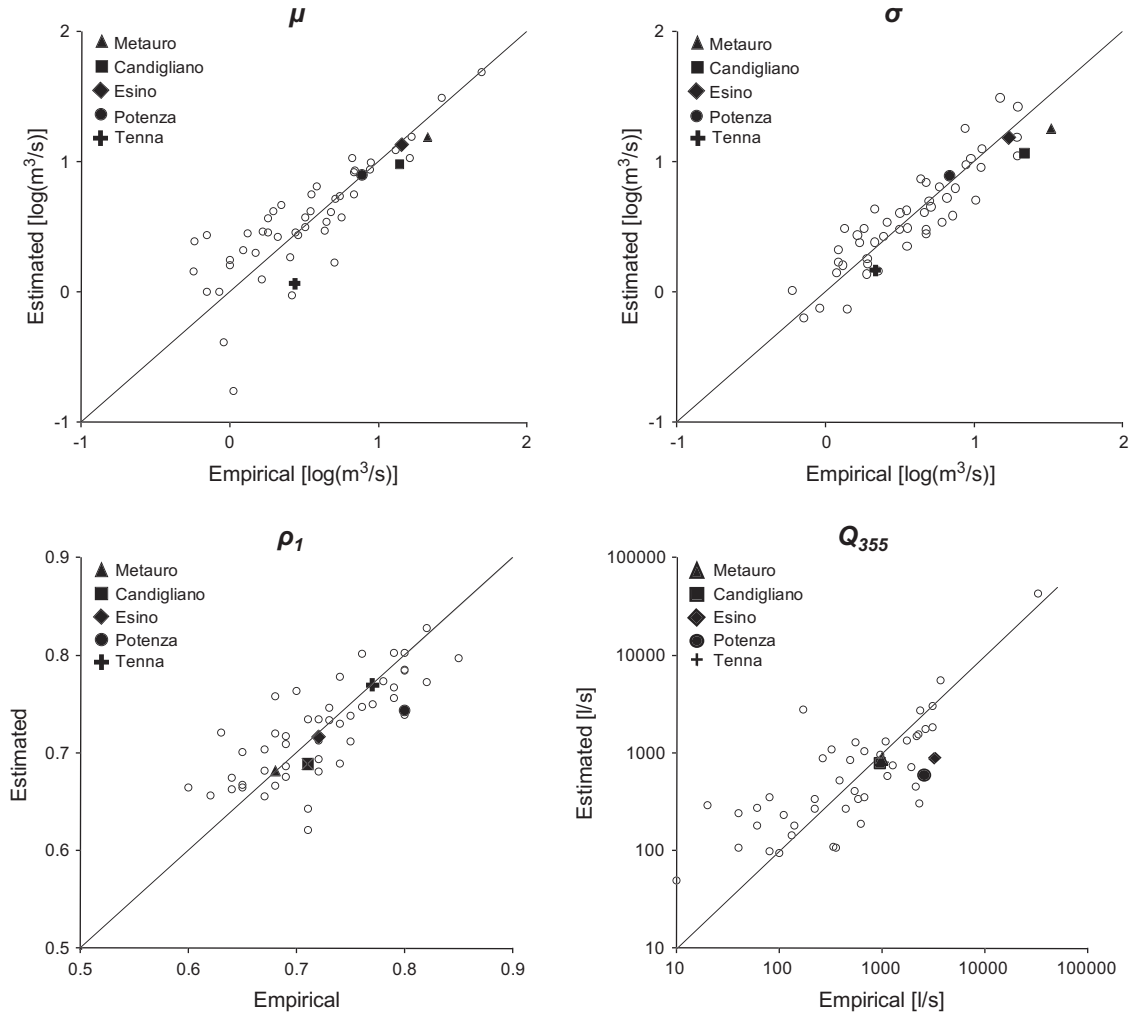 μ
2
1
0
-1
-1
0
1
2
Metauro
Candigliano
Esino
Potenza
Tenna
Estimated [log(m³/s)]
Empirical [log(m³/s)]
σ
2
1
0
-1
-1
0
1
2
Metauro
Candigliano
Esino
Potenza
Tenna
Estimated [log(m³/s)]
Empirical [log(m³/s)]
ρ₁
0.9
0.8
0.7
0.6
0.5
0.5
0.6
0.7
0.8
0.9
Metauro
Candigliano
Esino
Potenza
Tenna
Estimated
Empirical
Q₃₅₅
100000
10000
1000
100
10
10
100
1000
10000
100000
Metauro
Candigliano
Esino
Potenza
Tenna
Estimated [l/s]
Empirical [l/s]